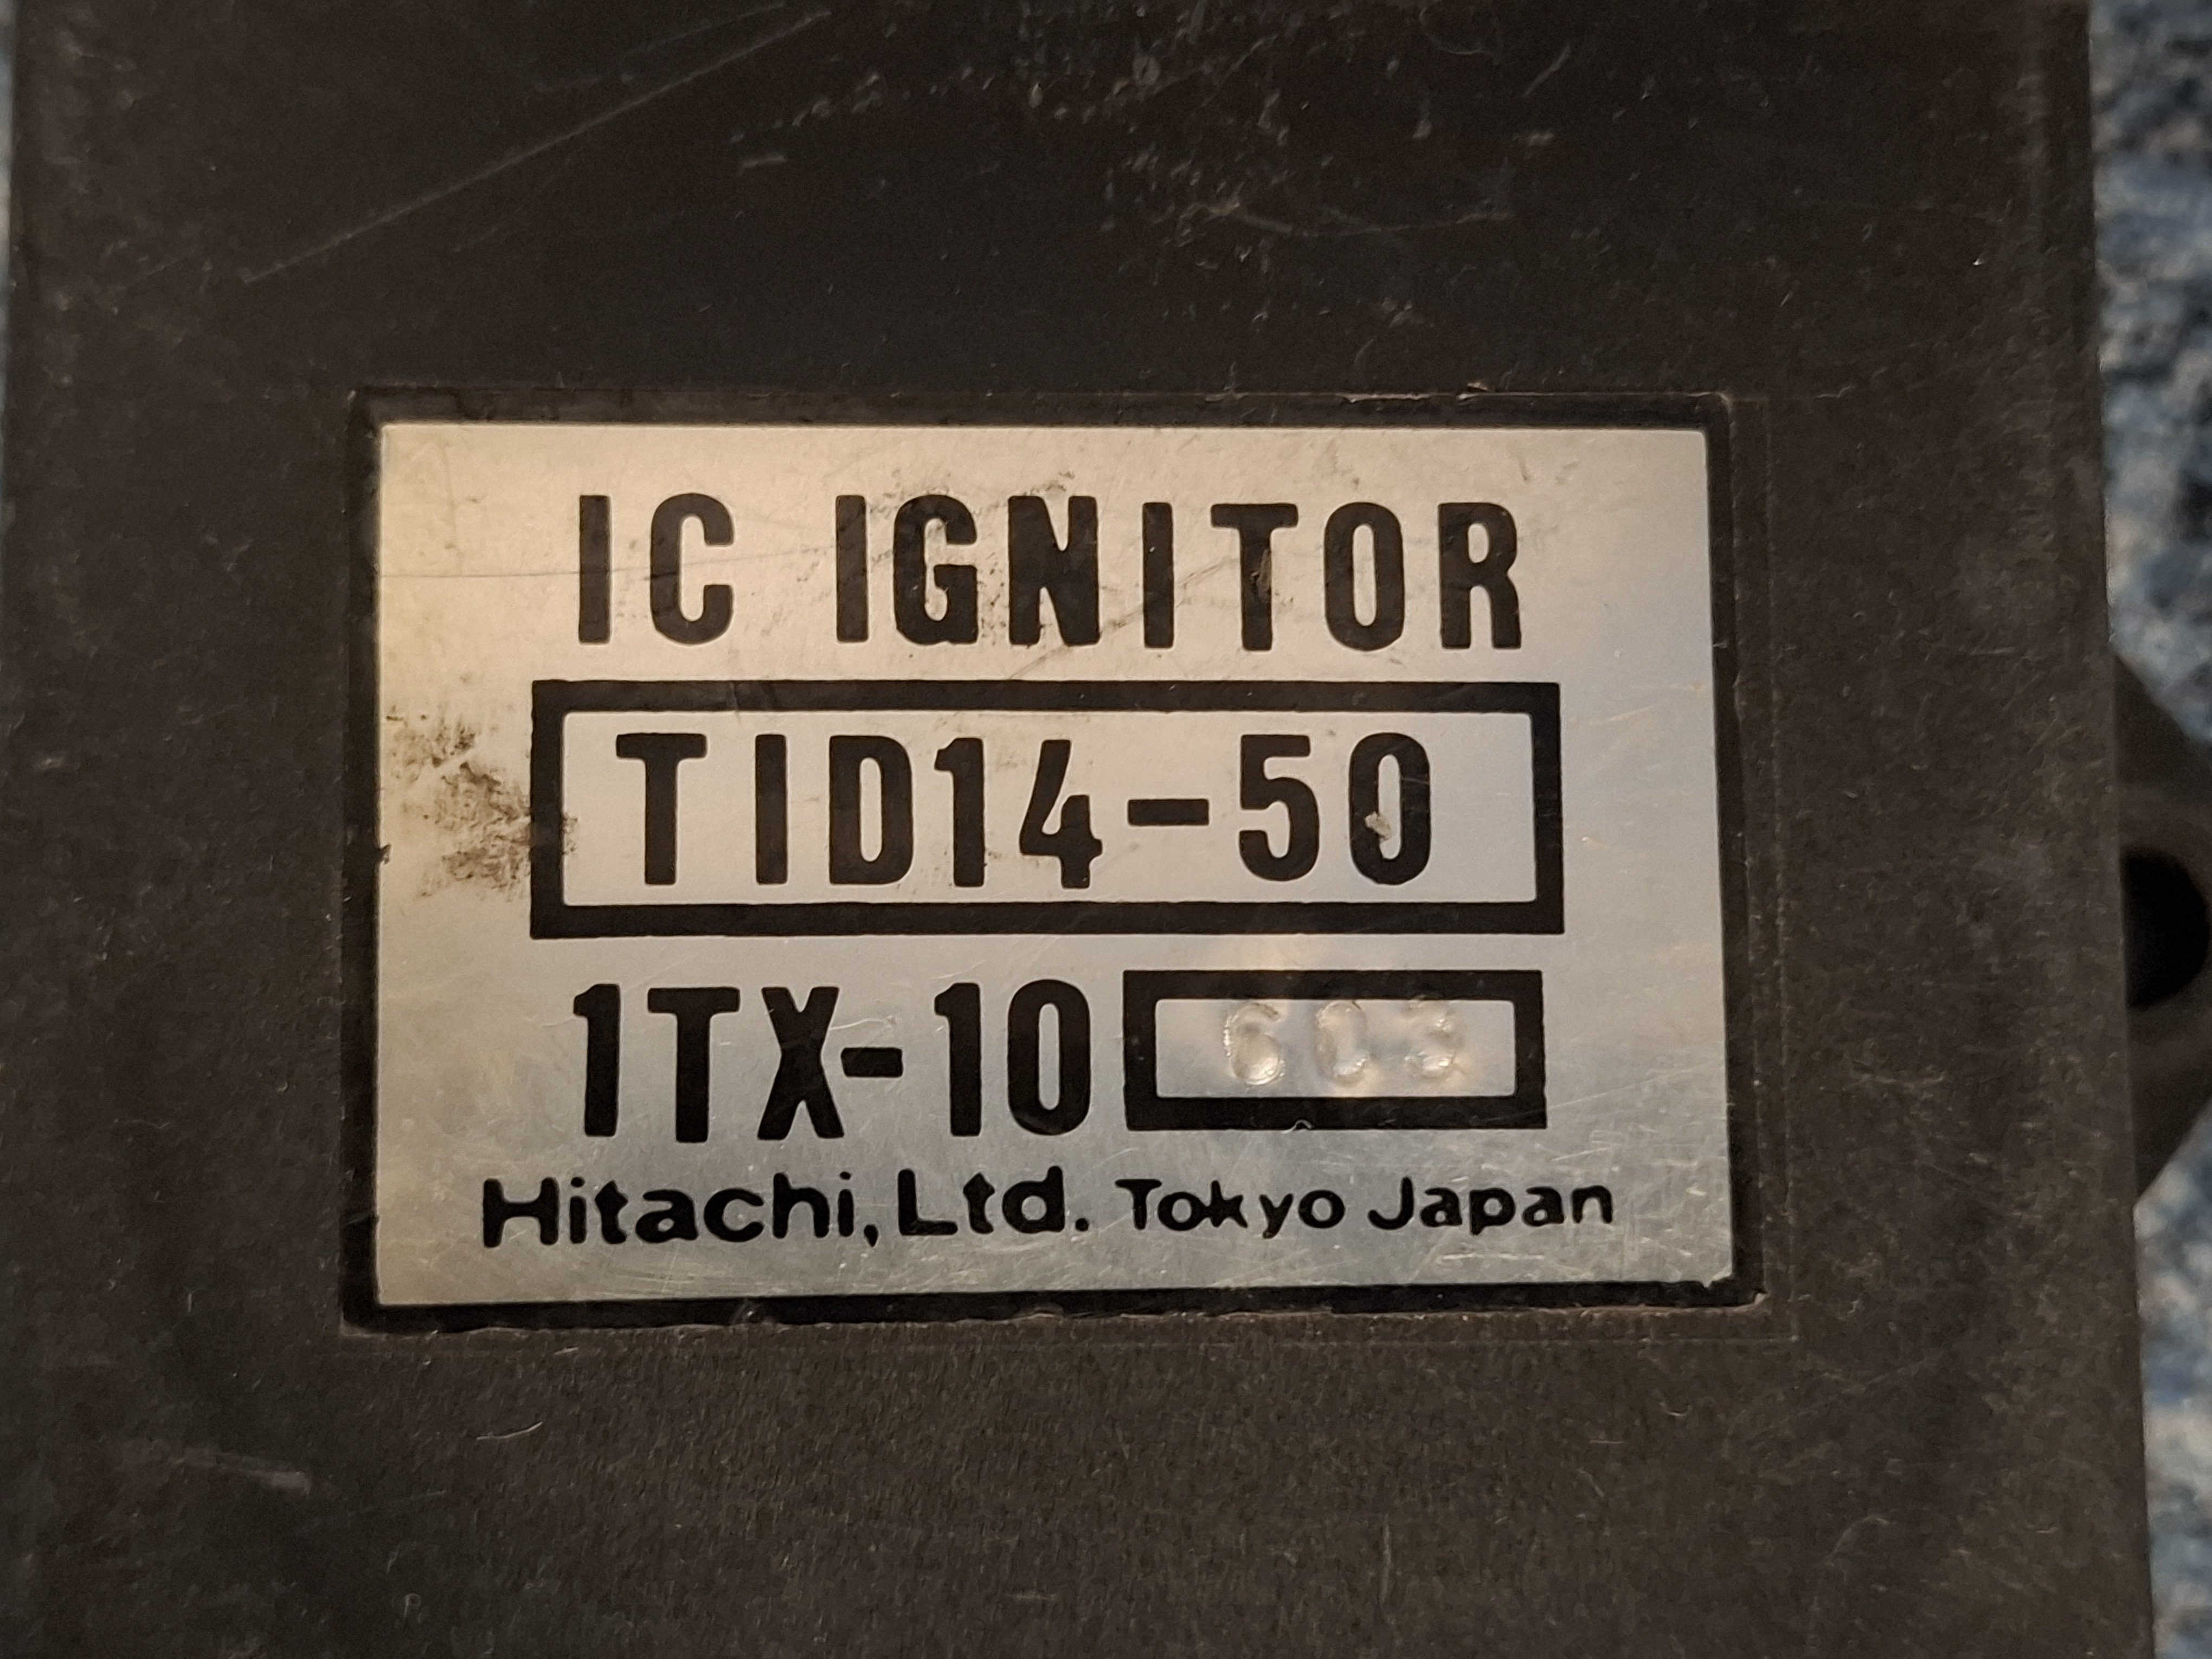 IC IGNITOR
TID14-50
1TX-10 603
Hitachi, Ltd. Tokyo Japan